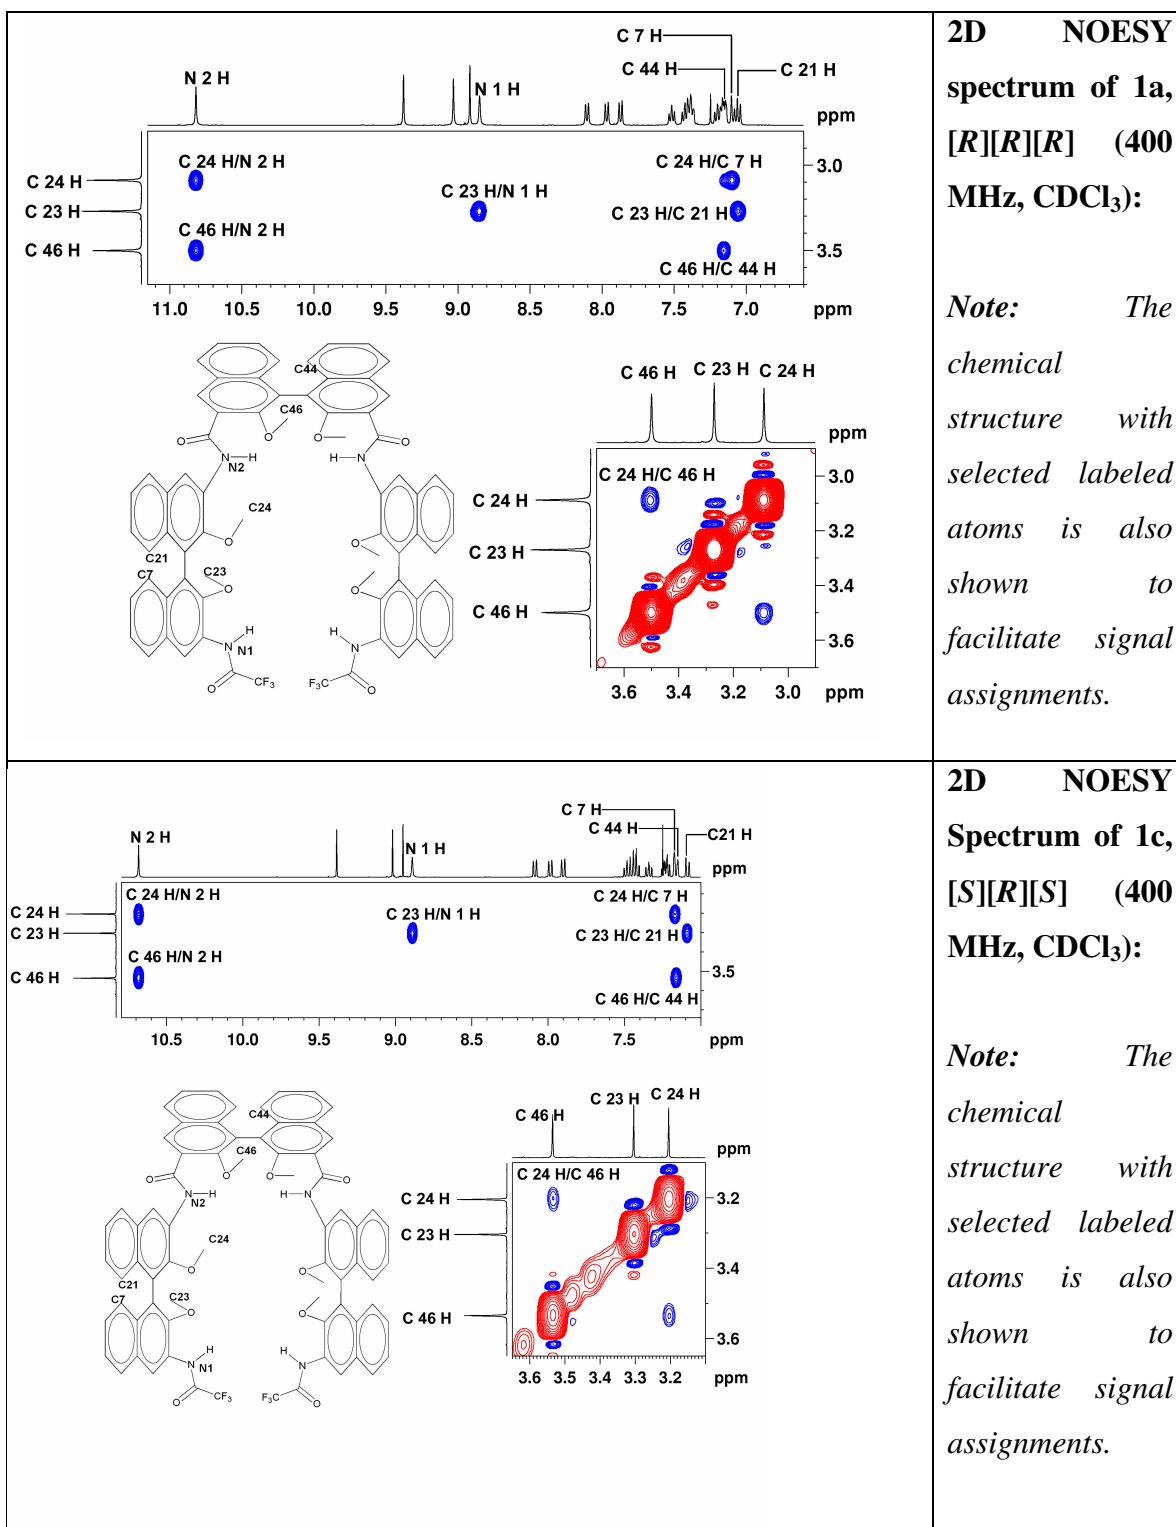 C 7 H
C 44 H
C 21 H
N 2 H
N 1 H
ppm
C 24 H/N 2 H
C 24 H/C 7 H
3.0
C 24 H
C 23 H/N 1 H
C 23 H
C 23 H/C 21 H
C 46 H/N 2 H
C 46 H
3.5
C 46 H/C 44 H
11.0 10.5 10.0 9.5 9.0 8.5 8.0 7.5 7.0 ppm
C44
C46
O
O
O
O
N
H
N2
H
N
C24
O
O
C21
C7
C23
O
O
H
N
N1
H
N
O
CF3
F3C
O
C 46 H
C 23 H
C 24 H
ppm
C 24 H/C 46 H
3.0
C 24 H
3.2
C 23 H
3.4
C 46 H
3.6
3.6 3.4 3.2 3.0
ppm
2D NOESY
spectrum of 1a,
[R][R][R] (400
MHz, CDCl3):
Note: The
chemical
structure with
selected labeled
atoms is also
shown to
facilitate signal
assignments.
C 7 H
C 44 H
C21 H
N 2 H
N 1 H
ppm
C 24 H/N 2 H
C 24 H/C 7 H
C 24 H
C 23 H/N 1 H
C 23 H
C 23 H/C 21 H
C 46 H/N 2 H
C 46 H
3.5
C 46 H/C 44 H
10.5 10.0 9.5 9.0 8.5 8.0 7.5 ppm
C44
C46
O
O
O
O
N
H
N2
H
N
C24
O
O
C21
C7
C23
O
O
H
N
N1
H
N
O
CF3
F3C
O
C 46 H
C 23 H
C 24 H
ppm
C 24 H/C 46 H
C 24 H
3.2
C 23 H
3.4
C 46 H
3.6
3.6 3.5 3.3 3.2 ppm
2D NOESY
Spectrum of 1c,
[S][R][S] (400
MHz, CDCl3):
Note: The
chemical
structure with
selected labeled
atoms is also
shown to
facilitate signal
assignments.